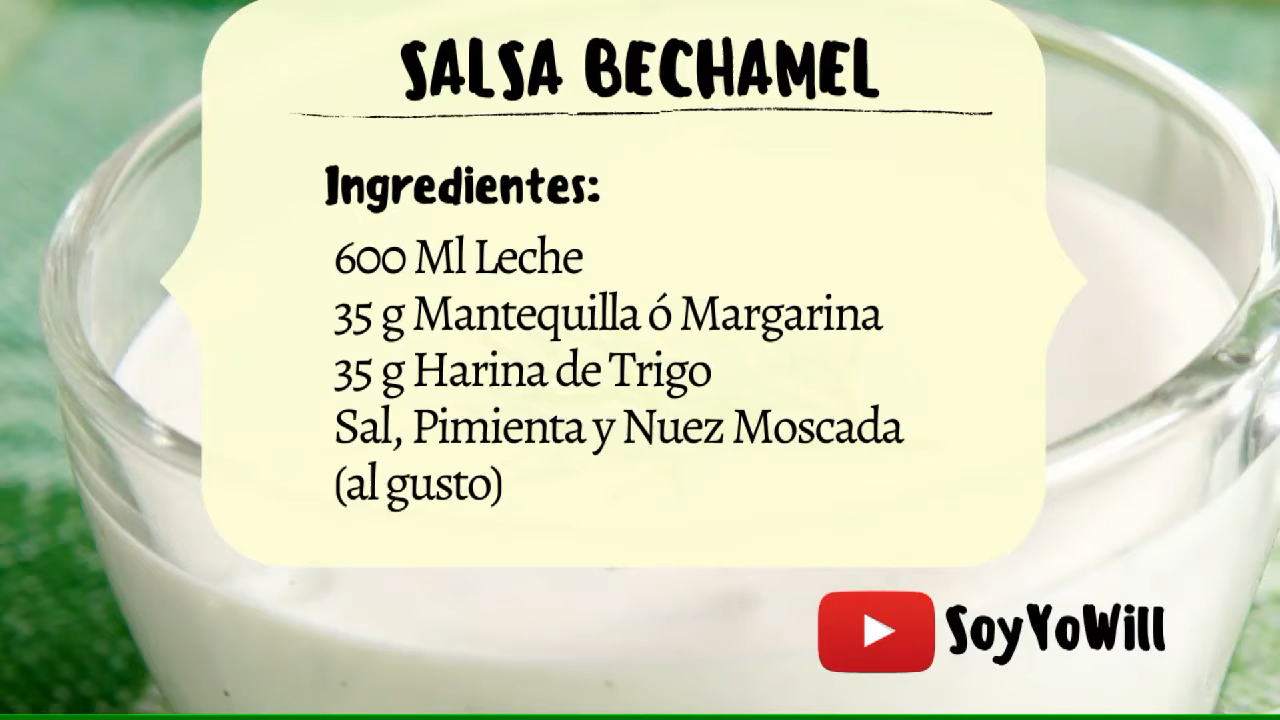 SALSA BECHAMEL
Ingredientes:
600 Ml Leche
35 g Mantequilla ó Margarina
35 g Harina de Trigo
Sal, Pimienta y Nuez Moscada
(al gusto)
SoyYoWill